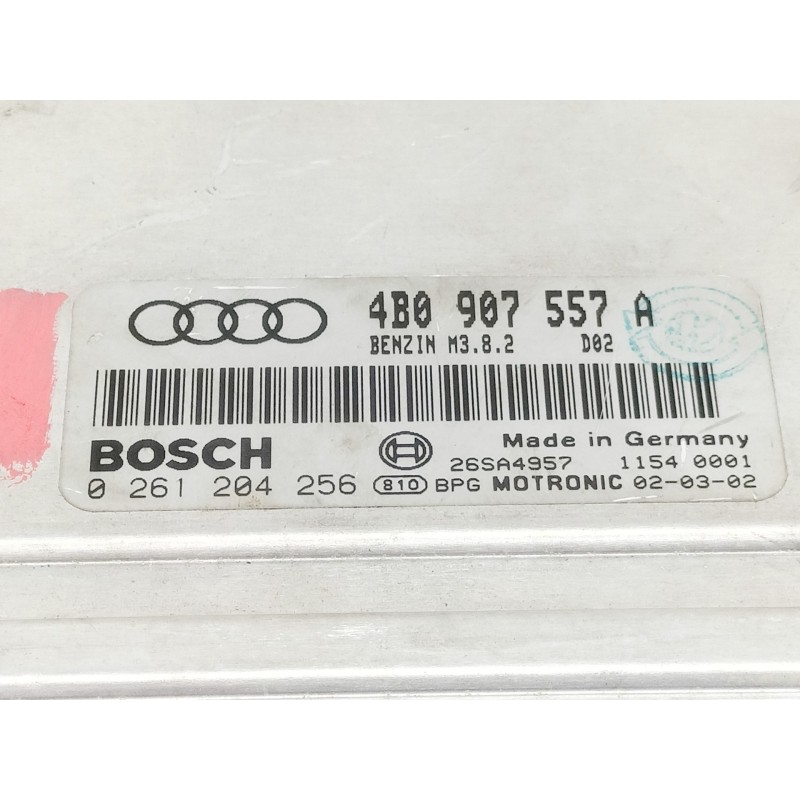 4B0 907 557 A
BENZIN M3.8.2 D02
BOSCH Made in Germany
26SA4957 1154 0001
0 261 204 256 810 BPG MOTRONIC 02-03-02